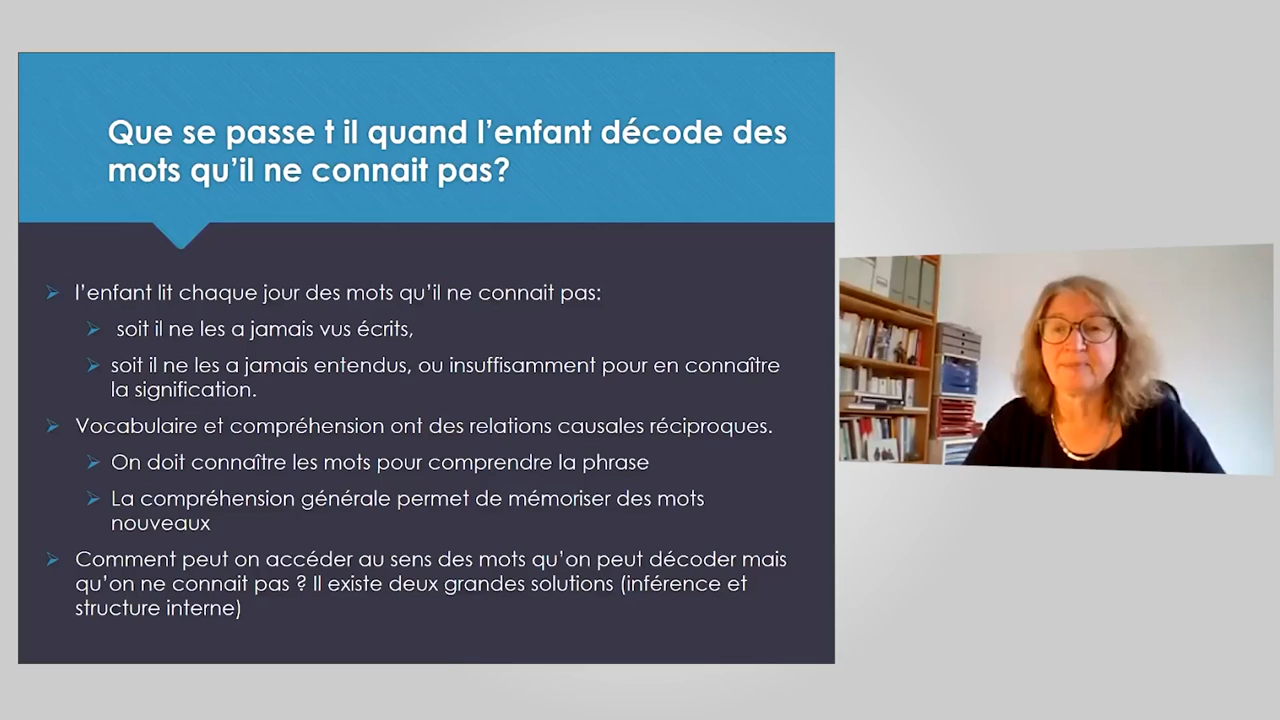 Que se passe t il quand l’enfant décode des
mots qu’il ne connait pas?
l’enfant lit chaque jour des mots qu’il ne connait pas:
soit il ne les a jamais vus écrits,
soit il ne les a jamais entendus, ou insuffisamment pour en connaître
la signification.
Vocabulaire et compréhension ont des relations causales réciproques.
On doit connaître les mots pour comprendre la phrase
La compréhension générale permet de mémoriser des mots
nouveaux
Comment peut on accéder au sens des mots qu’on peut décoder mais
qu’on ne connait pas ? Il existe deux grandes solutions (inférence et
structure interne)